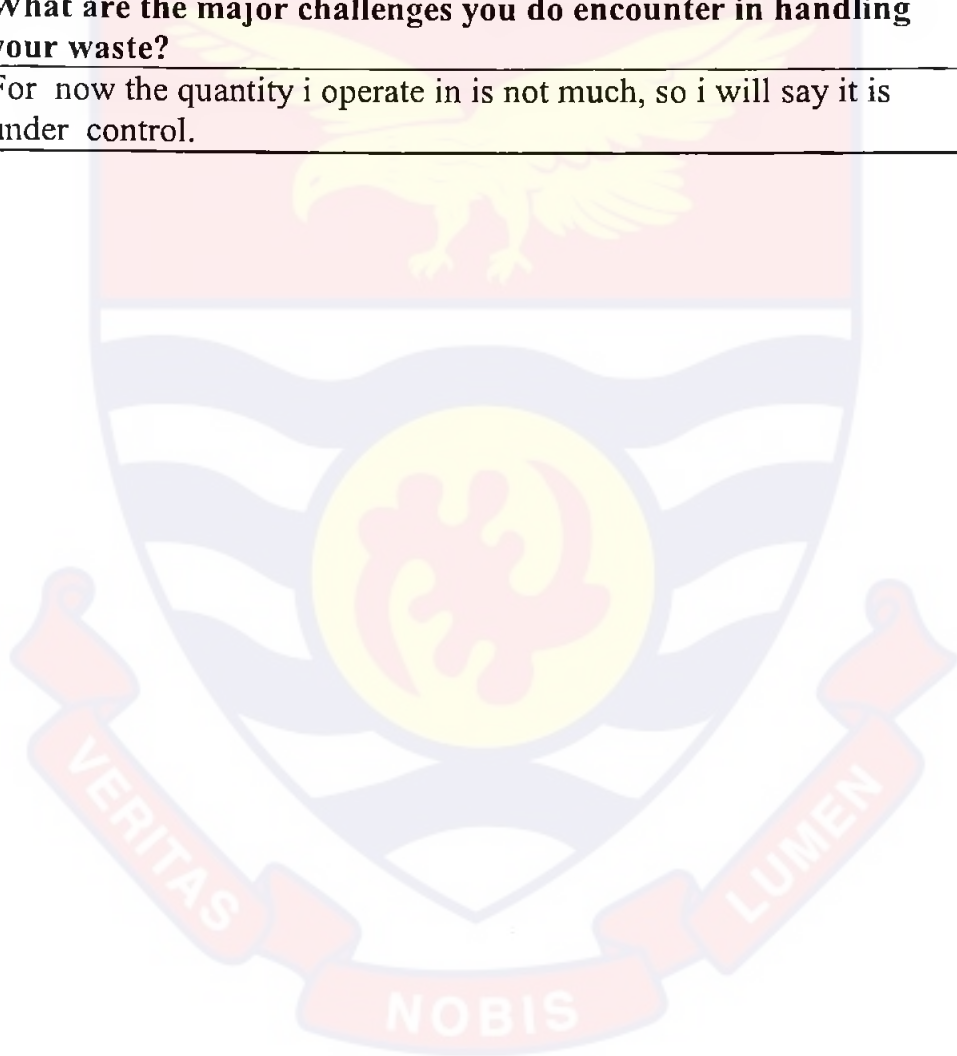 What are the major challenges you do encounter in handling
your waste?
For now the quantity i operate in is not much, so i will say it is
under control.
VERITAS
NOBIS
LUMEN